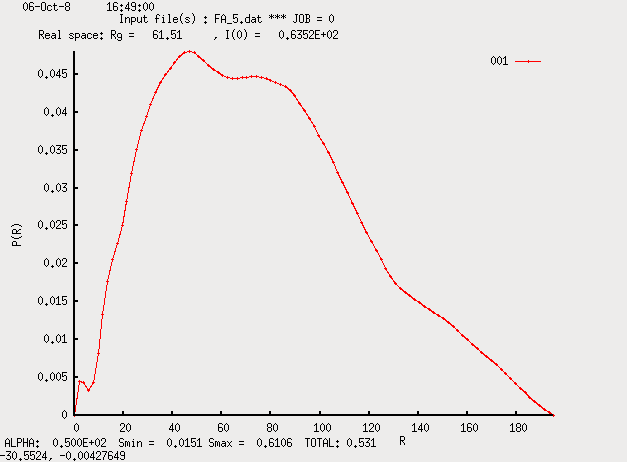 06-Oct-8 16:49:00
Input file(s) : FA_5.dat *** JOB = 0
Real space: Rg = 61.51 , I(0) = 0.6352E+02
001
0.045
0.04
0.035
0.03
0.025
0.02
0.015
0.01
0.005
0
P(R)
0 20 40 60 80 100 120 140 160 180
R
ALPHA: 0.500E+02 Smin = 0.0151 Smax = 0.6106 TOTAL: 0.531
-30.5524, -0.00427649